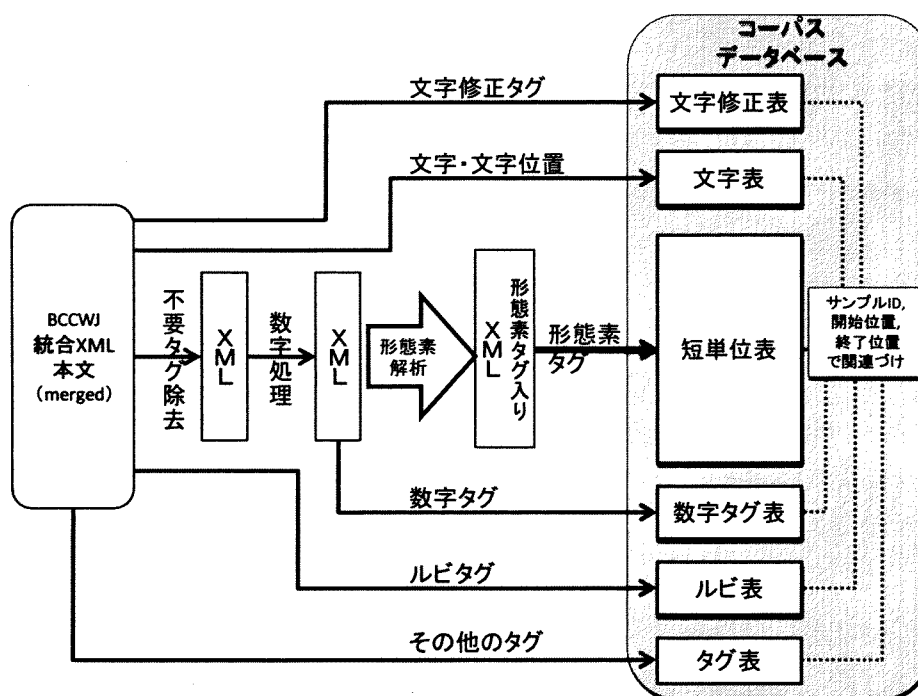 コーパス
データベース
文字修正タグ
文字修正表
文字・文字位置
文字表
BCCWJ
統合XML
本文
(merged)
不要タグ除去
XML
数字処理
XML
形態素
解析
形態素タグ入り
XML
形態素
タグ
短単位表
サンプルID,
開始位置,
終了位置
で関連づけ
数字タグ
数字タグ表
ルビタグ
ルビ表
その他のタグ
タグ表